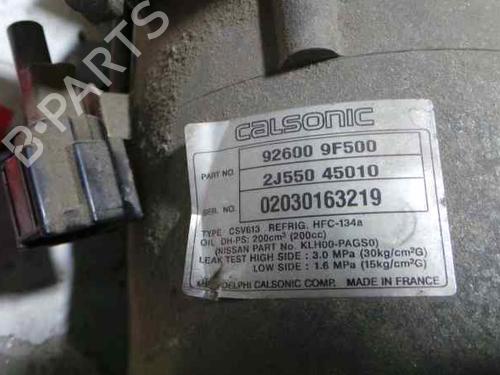 CALSONIC
92600 9F500
PART NO. 2J550 45010
SERI. NO. 02030163219
TYPE CSV613 REFRIG. HFC-134a
OIL DH-PS: 200cm³ (200cc)
(NISSAN PART No. KLH00-PAGS0)
LEAK TEST HIGH SIDE : 3.0 MPa (30kg/cm²G)
LOW SIDE : 1.6 MPa (15kg/cm²G)
DELPHI CALSONIC COMP. MADE IN FRANCE